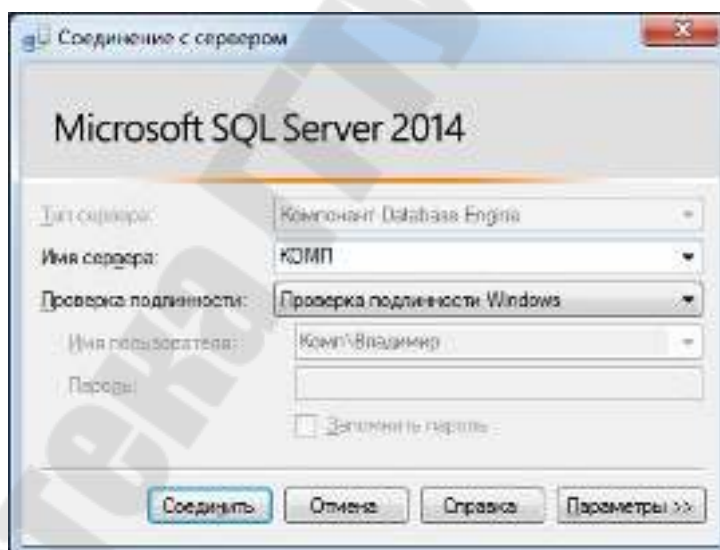 Соединение с сервером
Microsoft SQL Server 2014
Тип сервера: Компонент Database Engine
Имя сервера: КОМП
Проверка подлинности: Проверка подлинности Windows
Имя пользователя: Комп\Владимир
Пароль:
Запомнить пароль
Соединить Отмена Справка Параметры >>